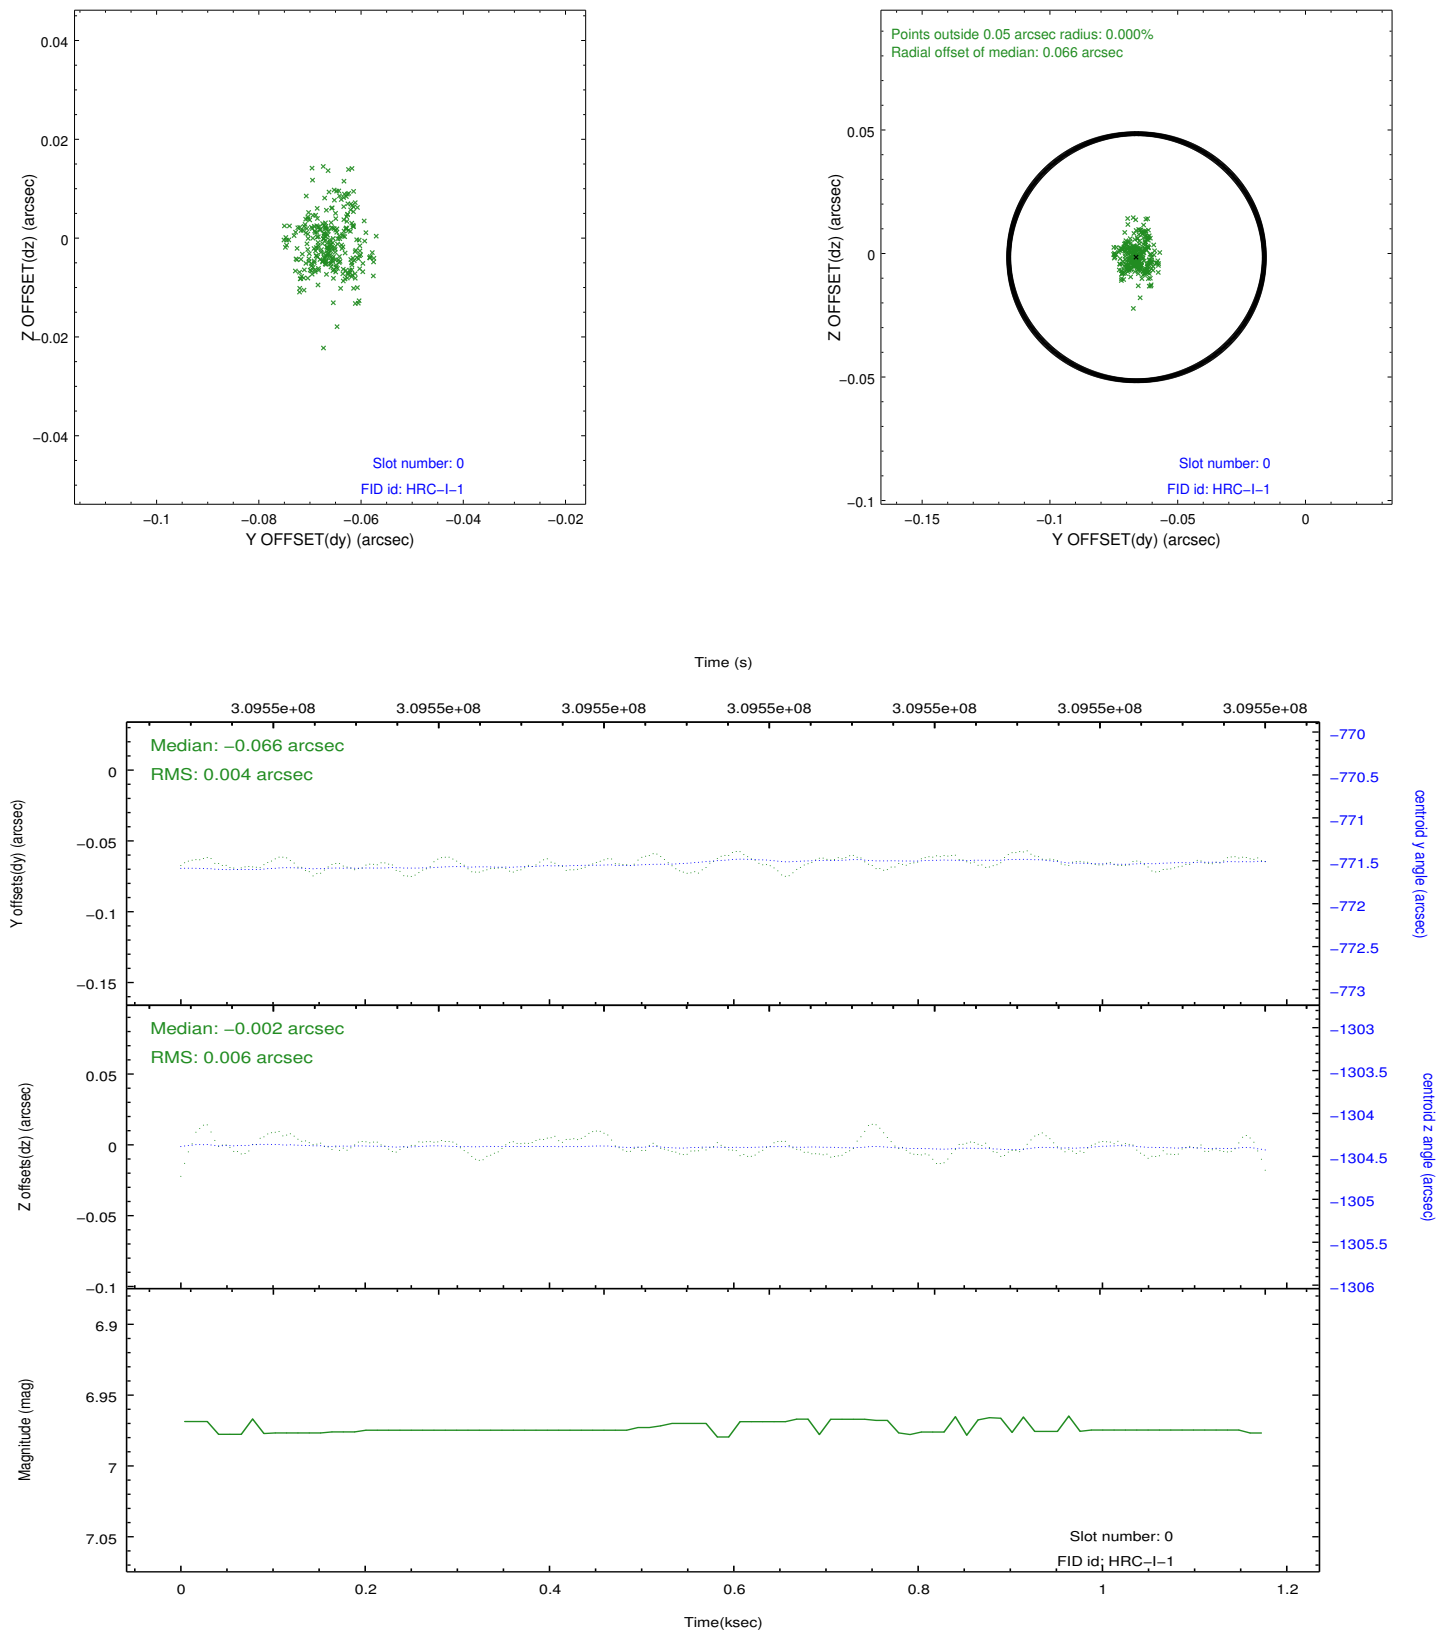 0.04
0.02
0
−0.02
−0.04
Z OFFSET(dz) (arcsec)
Slot number: 0
FID id: HRC−I−1
−0.1
−0.08
−0.06
−0.04
−0.02
Y OFFSET(dy) (arcsec)
Points outside 0.05 arcsec radius: 0.000%
Radial offset of median: 0.066 arcsec
0.05
0
−0.05
−0.1
Z OFFSET(dz) (arcsec)
Slot number: 0
FID id: HRC−I−1
−0.15
−0.1
−0.05
0
Y OFFSET(dy) (arcsec)
Time (s)
3.0955e+08
3.0955e+08
3.0955e+08
3.0955e+08
3.0955e+08
3.0955e+08
3.0955e+08
Median: −0.066 arcsec
RMS: 0.004 arcsec
0
−0.05
−0.1
−0.15
Y offsets(dy) (arcsec)
−770
−770.5
−771
−771.5
−772
−772.5
−773
centroid y angle (arcsec)
Median: −0.002 arcsec
RMS: 0.006 arcsec
0.05
0
−0.05
−0.1
Z offsets(dz) (arcsec)
−1303
−1303.5
−1304
−1304.5
−1305
−1305.5
−1306
centroid z angle (arcsec)
6.9
6.95
7
7.05
Magnitude (mag)
Slot number: 0
FID id: HRC−I−1
0
0.2
0.4
0.6
0.8
1
1.2
Time(ksec)